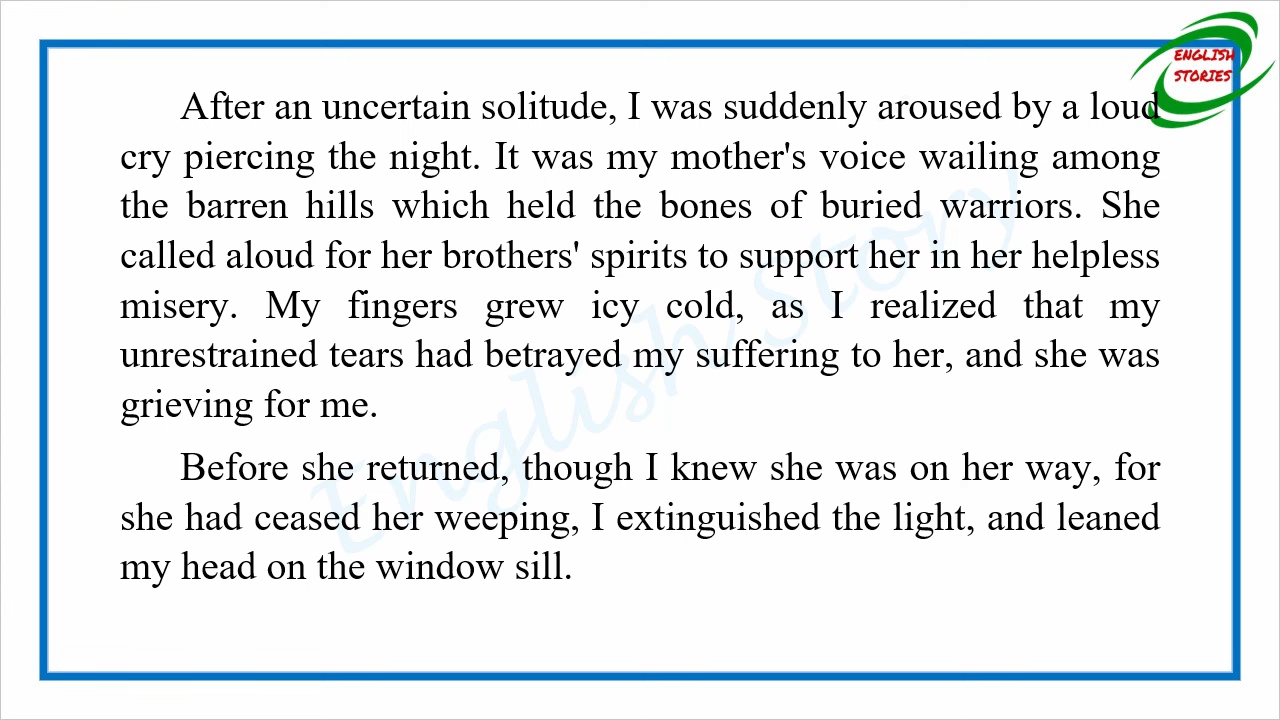 ENGLISH
STORIES
After an uncertain solitude, I was suddenly aroused by a loud
cry piercing the night. It was my mother's voice wailing among
the barren hills which held the bones of buried warriors. She
called aloud for her brothers' spirits to support her in her helpless
misery. My fingers grew icy cold, as I realized that my
unrestrained tears had betrayed my suffering to her, and she was
grieving for me.
Before she returned, though I knew she was on her way, for
she had ceased her weeping, I extinguished the light, and leaned
my head on the window sill.
English Story